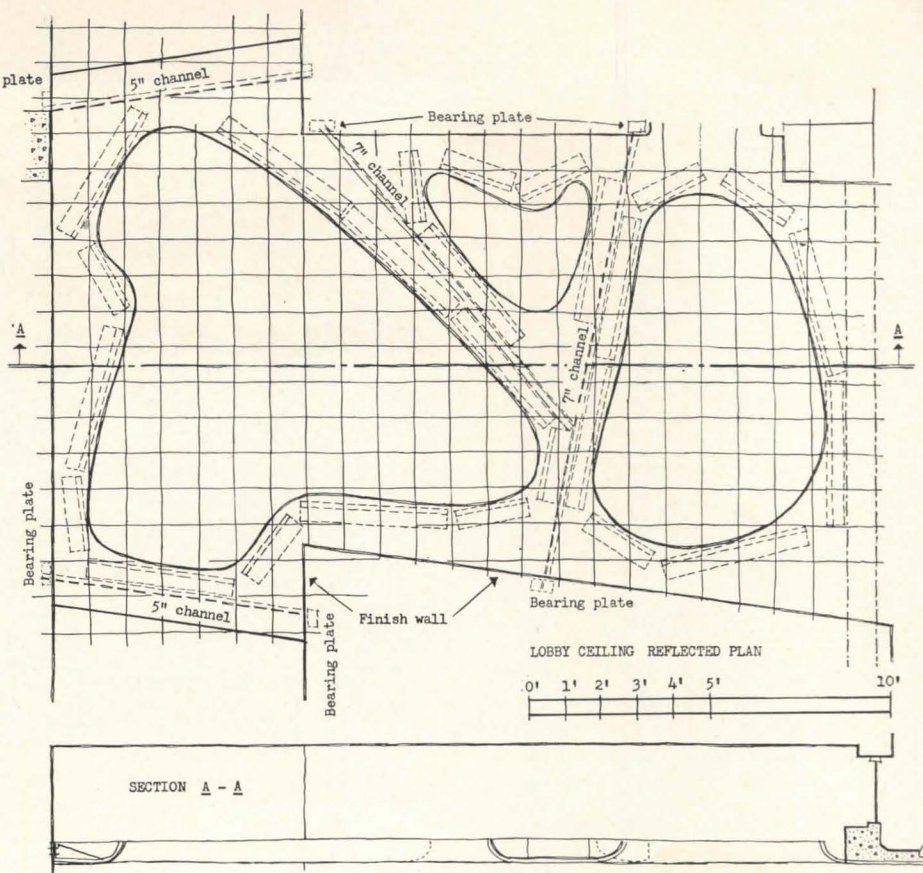 plate
5" channel
Bearing plate
7" channel
A
A
7" channel
Bearing plate
5" channel
Finish wall
Bearing plate
Bearing plate
LOBBY CEILING REFLECTED PLAN
0' 1' 2' 3' 4' 5' 10'
SECTION A - A